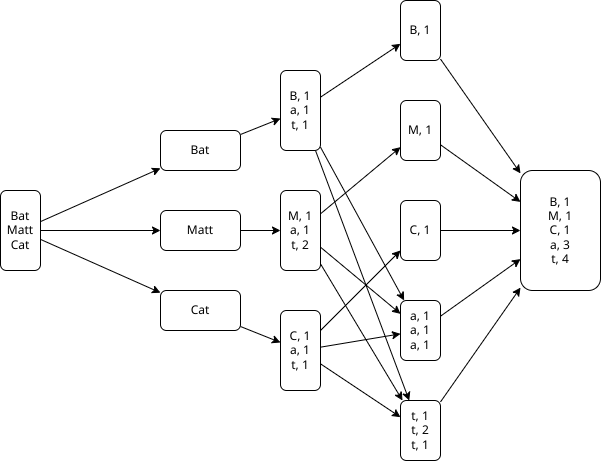 Bat
Matt
Cat
Bat
Matt
Cat
B, 1
a, 1
t, 1
M, 1
a, 1
t, 2
C, 1
a, 1
t, 1
B, 1
M, 1
C, 1
a, 1
a, 1
a, 1
t, 1
t, 2
t, 1
B, 1
M, 1
C, 1
a, 3
t, 4